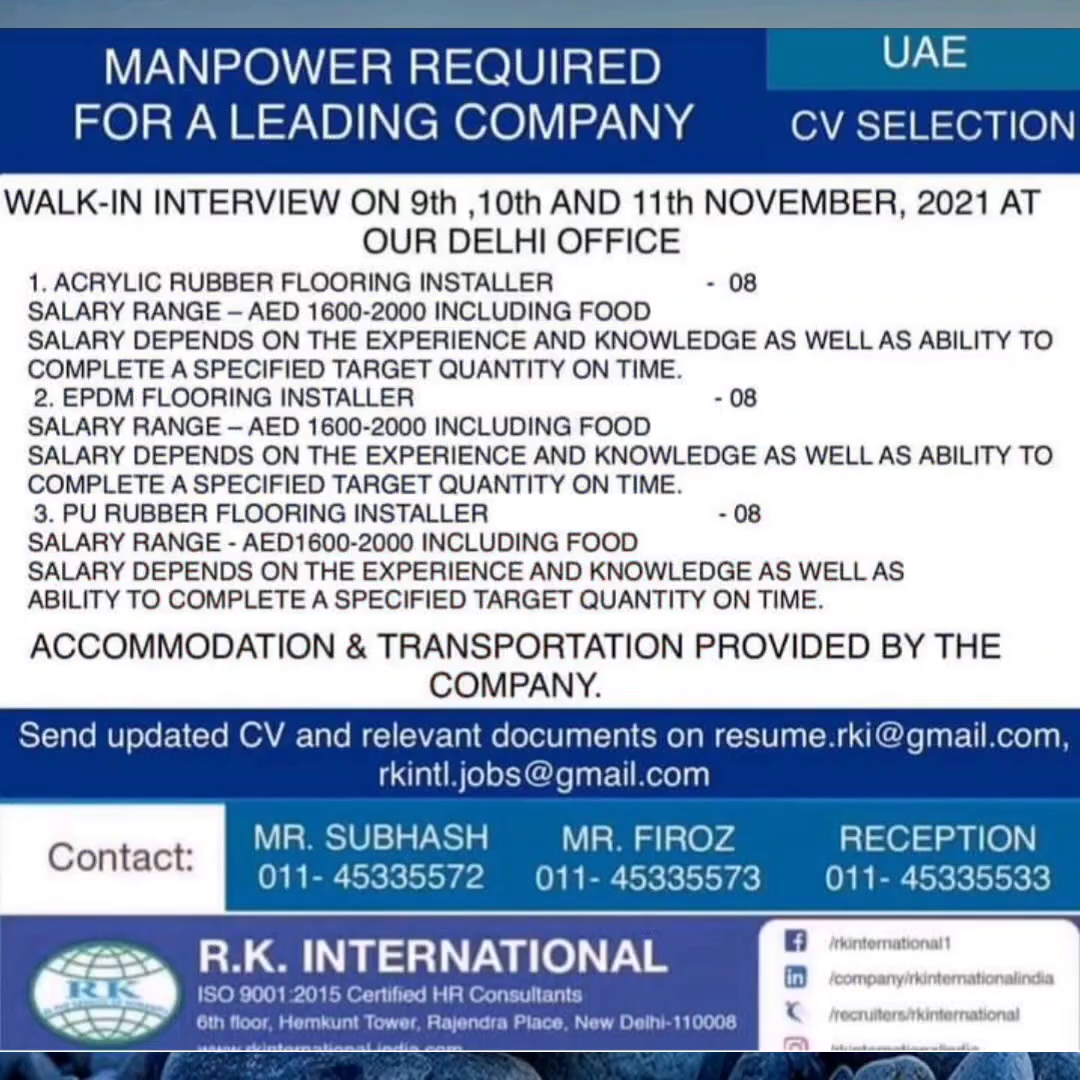 MANPOWER REQUIRED
FOR A LEADING COMPANY
UAE
CV SELECTION
WALK-IN INTERVIEW ON 9th ,10th AND 11th NOVEMBER, 2021 AT
OUR DELHI OFFICE
1. ACRYLIC RUBBER FLOORING INSTALLER - 08
SALARY RANGE – AED 1600-2000 INCLUDING FOOD
SALARY DEPENDS ON THE EXPERIENCE AND KNOWLEDGE AS WELL AS ABILITY TO
COMPLETE A SPECIFIED TARGET QUANTITY ON TIME.
2. EPDM FLOORING INSTALLER - 08
SALARY RANGE – AED 1600-2000 INCLUDING FOOD
SALARY DEPENDS ON THE EXPERIENCE AND KNOWLEDGE AS WELL AS ABILITY TO
COMPLETE A SPECIFIED TARGET QUANTITY ON TIME.
3. PU RUBBER FLOORING INSTALLER - 08
SALARY RANGE - AED1600-2000 INCLUDING FOOD
SALARY DEPENDS ON THE EXPERIENCE AND KNOWLEDGE AS WELL AS
ABILITY TO COMPLETE A SPECIFIED TARGET QUANTITY ON TIME.
ACCOMMODATION & TRANSPORTATION PROVIDED BY THE
COMPANY.
Send updated CV and relevant documents on resume.rki@gmail.com,
rkintl.jobs@gmail.com
Contact:
MR. SUBHASH
011- 45335572
MR. FIROZ
011- 45335573
RECEPTION
011- 45335533
RK
R.K. INTERNATIONAL
ISO 9001:2015 Certified HR Consultants
6th floor, Hemkunt Tower, Rajendra Place, New Delhi-110008
/rkinternational1
/company/rkinternationalindia
/recruiters/rkinternational